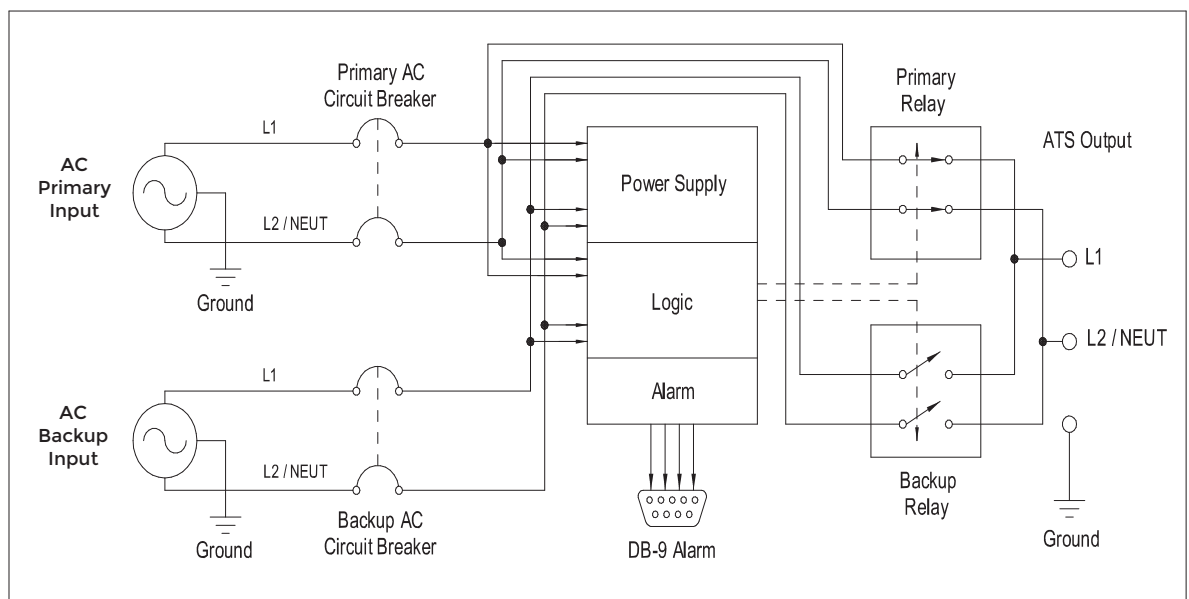 Primary AC
Circuit Breaker
L1
AC
Primary
Input
L2 / NEUT
Ground
Power Supply
Logic
Alarm
DB-9 Alarm
Primary
Relay
ATS Output
L1
L2 / NEUT
Backup
Relay
Ground
L1
AC
Backup
Input
L2 / NEUT
Ground
Backup AC
Circuit Breaker